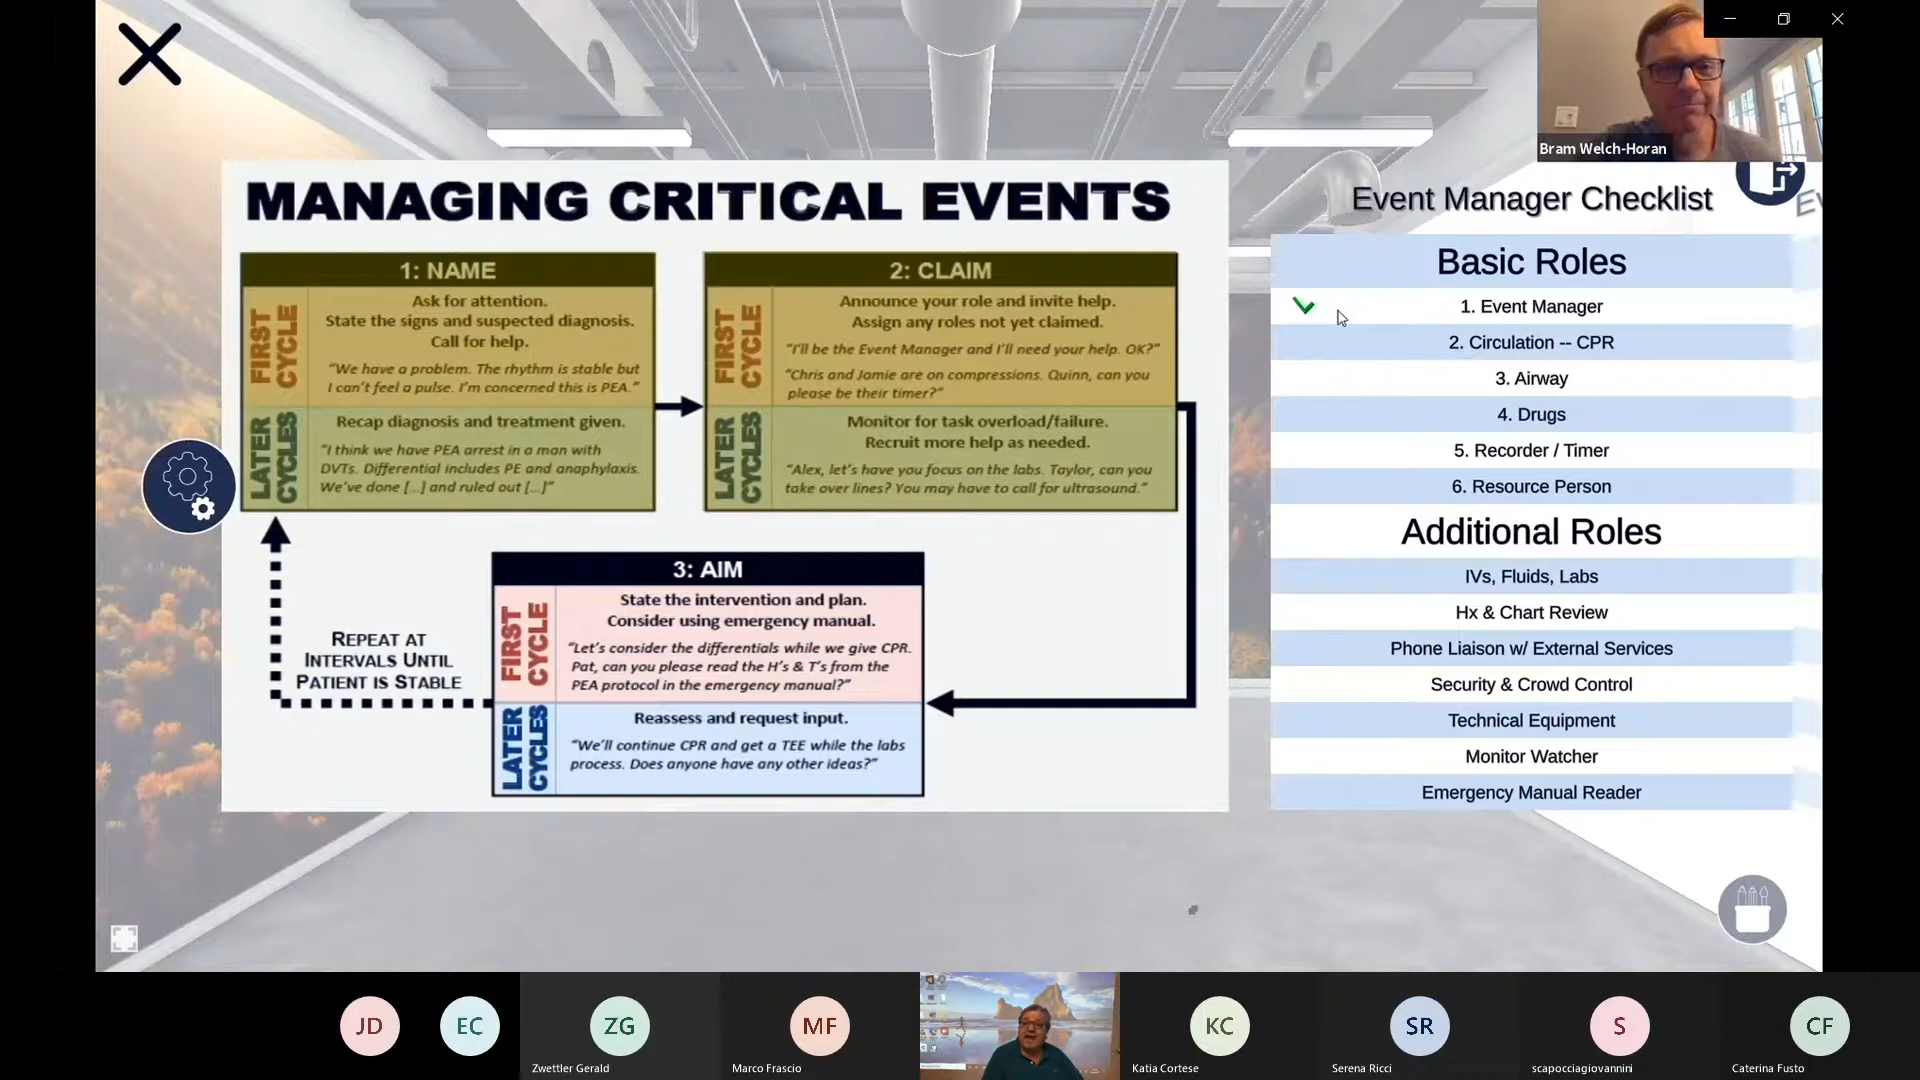 Bram Welch-Horan
MANAGING CRITICAL EVENTS
1: NAME
FIRST
CYCLE
Ask for attention.
State the signs and suspected diagnosis.
Call for help.
“We have a problem. The rhythm is stable but
I can’t feel a pulse. I’m concerned this is PEA.”
LATER
CYCLES
Recap diagnosis and treatment given.
“I think we have PEA arrest in a man with
DVTs. Differential includes PE and anaphylaxis.
We’ve done [...] and ruled out [...]”
2: CLAIM
FIRST
CYCLE
Announce your role and invite help.
Assign any roles not yet claimed.
“I’ll be the Event Manager and I’ll need your help. OK?”
“Chris and Jamie are on compressions. Quinn, can you
please be their timer?”
LATER
CYCLES
Monitor for task overload/failure.
Recruit more help as needed.
“Alex, let’s have you focus on the labs. Taylor, can you
take over lines? You may have to call for ultrasound.”
3: AIM
FIRST
CYCLE
State the intervention and plan.
Consider using emergency manual.
“Let’s consider the differentials while we give CPR.
Pat, can you please read the H’s & T’s from the
PEA protocol in the emergency manual?”
LATER
CYCLES
Reassess and request input.
“We’ll continue CPR and get a TEE while the labs
process. Does anyone have any other ideas?”
REPEAT AT
INTERVALS UNTIL
PATIENT IS STABLE
Event Manager Checklist
Basic Roles
1. Event Manager
2. Circulation -- CPR
3. Airway
4. Drugs
5. Recorder / Timer
6. Resource Person
Additional Roles
IVs, Fluids, Labs
Hx & Chart Review
Phone Liaison w/ External Services
Security & Crowd Control
Technical Equipment
Monitor Watcher
Emergency Manual Reader
JD
EC
ZG
Zwettler Gerald
MF
Marco Frascio
KC
Katia Cortese
SR
Serena Ricci
S
scapocciagiovannini
CF
Caterina Fusto